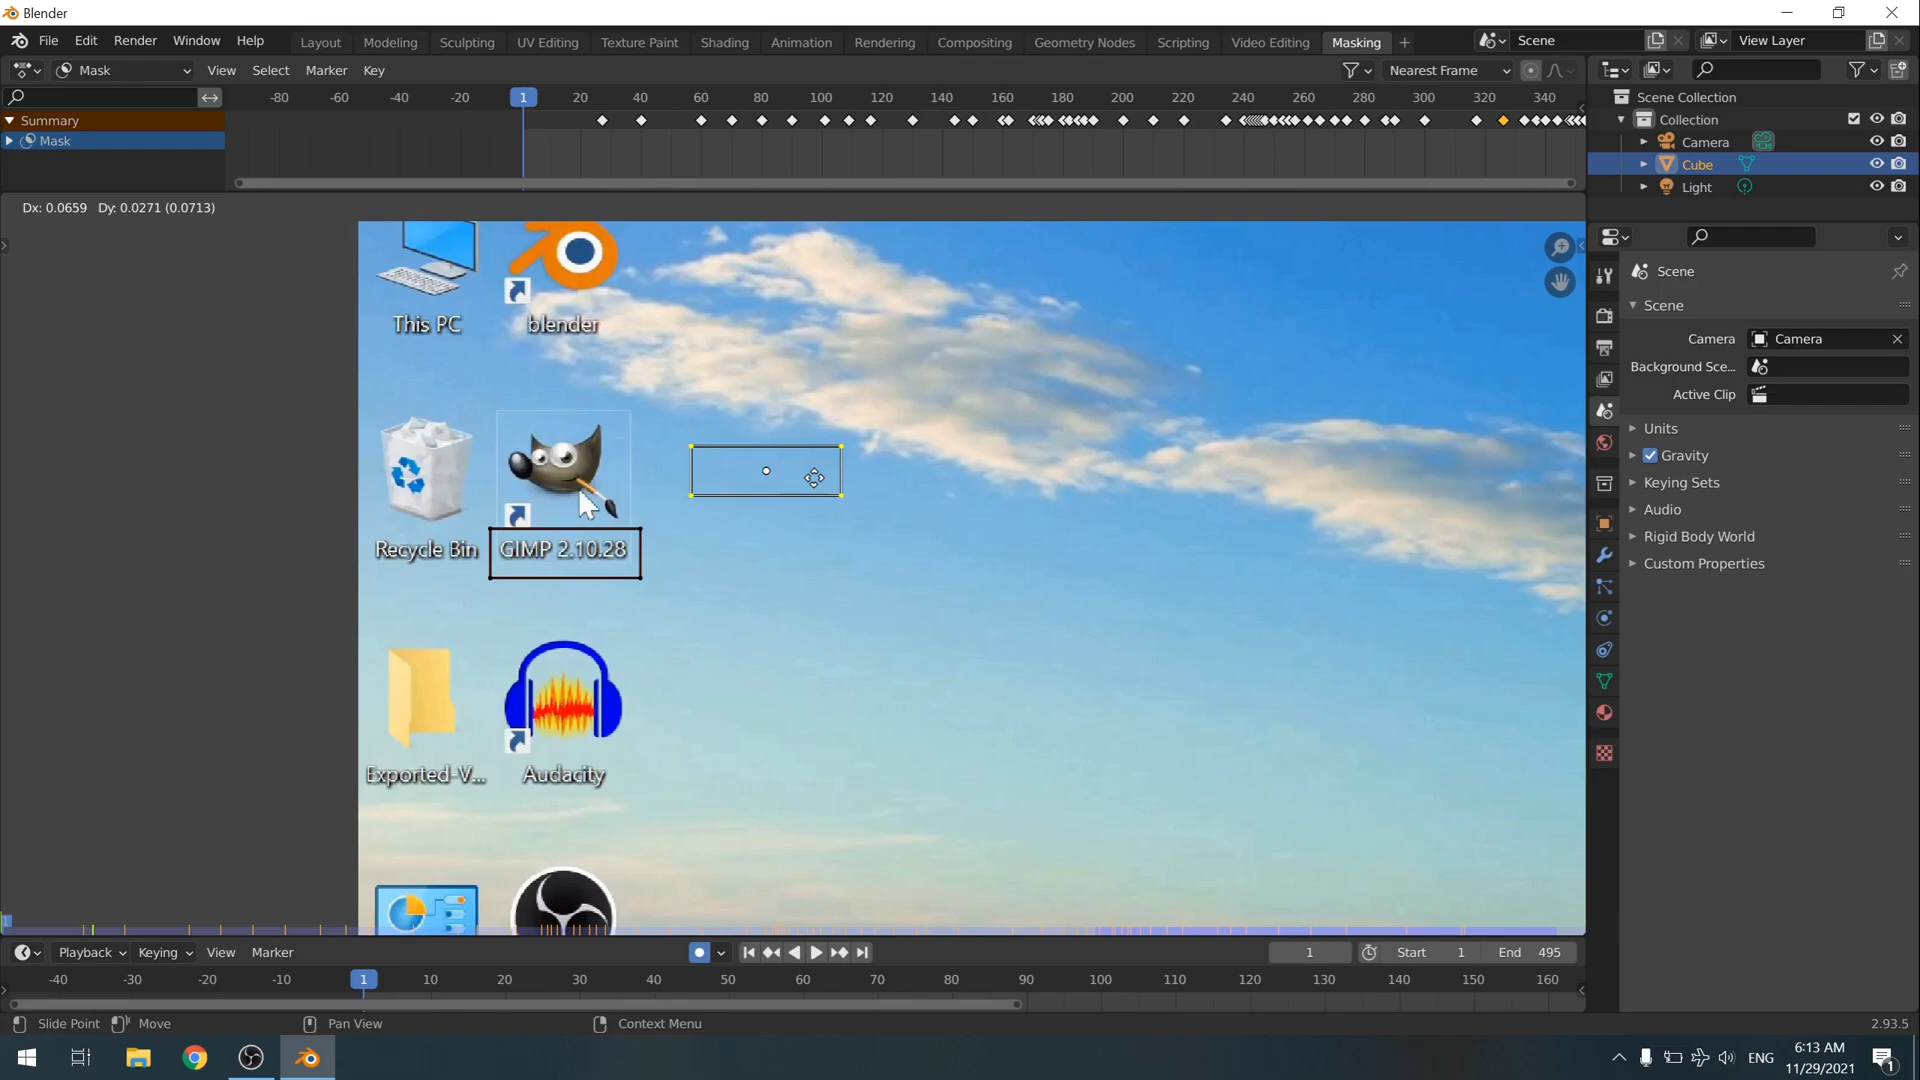 Blender
File Edit Render Window Help
Layout Modeling Sculpting UV Editing Texture Paint Shading Animation Rendering Compositing Geometry Nodes Scripting Video Editing Masking +
Scene View Layer
Mask View Select Marker Key Nearest Frame
-80 -60 -40 -20 1 20 40 60 80 100 120 140 160 180 200 220 240 260 280 300 320 340
Summary
Mask
Scene Collection
Collection
Camera
Cube
Light
Dx: 0.0659 Dy: 0.0271 (0.0713)
This PC blender
Recycle Bin GIMP 2.10.28
Exported-V... Audacity
Scene
Scene
Camera Camera
Background Sce...
Active Clip
Units
Gravity
Keying Sets
Audio
Rigid Body World
Custom Properties
1
Playback Keying View Marker 1 Start 1 End 495
-40 -30 -20 -10 1 10 20 30 40 50 60 70 80 90 100 110 120 130 140 150 160
Slide Point Move Pan View Context Menu 2.93.5
ENG
6:13 AM
11/29/2021
1